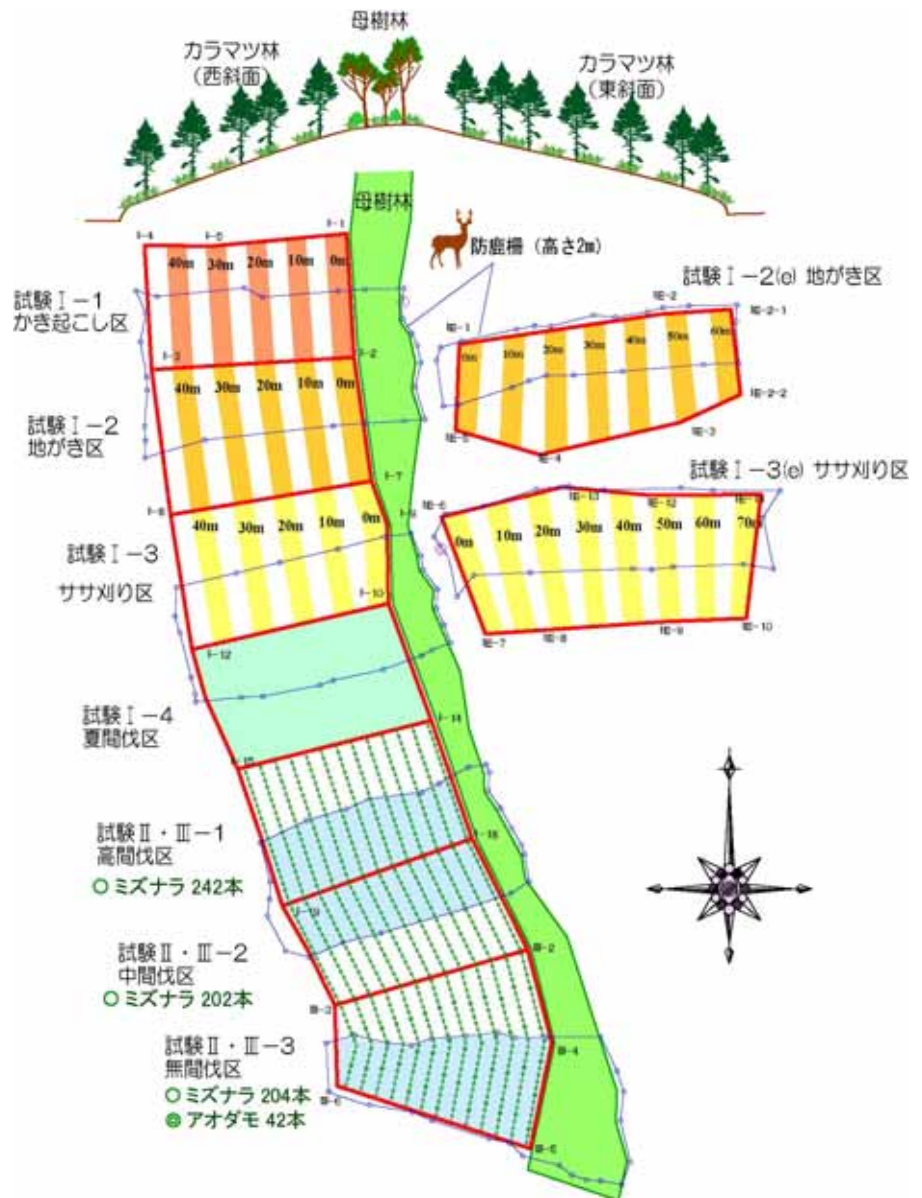 母樹林
カラマツ林
(西斜面)
カラマツ林
(東斜面)
母樹林
防鹿柵（高さ2m）
試験Ⅰ－1
かき起こし区
40m 30m 20m 10m 0m
試験Ⅰ－2(e) 地がき区
0m 10m 20m 30m 40m 50m 60m
試験Ⅰ－2
地がき区
40m 30m 20m 10m 0m
試験Ⅰ－3(e) ササ刈り区
0m 10m 20m 30m 40m 50m 60m 70m
試験Ⅰ－3
ササ刈り区
40m 30m 20m 10m 0m
試験Ⅰ－4
夏間伐区
試験Ⅱ・Ⅲ－1
高間伐区
○ ミズナラ 242本
試験Ⅱ・Ⅲ－2
中間伐区
○ ミズナラ 202本
試験Ⅱ・Ⅲ－3
無間伐区
○ ミズナラ 204本
◎ アオダモ 42本